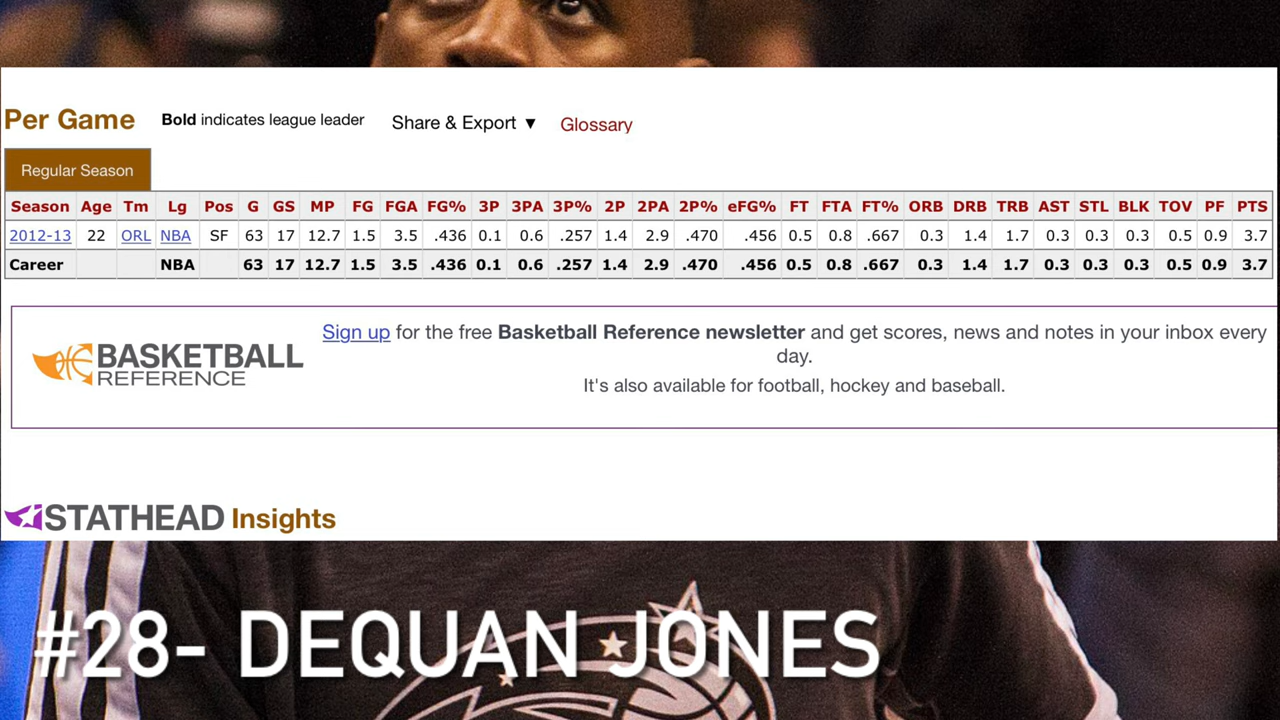 Per Game Bold indicates league leader Share & Export ▼ Glossary
Regular Season
Season Age Tm Lg Pos G GS MP FG FGA FG% 3P 3PA 3P% 2P 2PA 2P% eFG% FT FTA FT% ORB DRB TRB AST STL BLK TOV PF PTS
2012-13 22 ORL NBA SF 63 17 12.7 1.5 3.5 .436 0.1 0.6 .257 1.4 2.9 .470 .456 0.5 0.8 .667 0.3 1.4 1.7 0.3 0.3 0.3 0.5 0.9 3.7
Career NBA 63 17 12.7 1.5 3.5 .436 0.1 0.6 .257 1.4 2.9 .470 .456 0.5 0.8 .667 0.3 1.4 1.7 0.3 0.3 0.3 0.5 0.9 3.7
BASKETBALL
REFERENCE
Sign up for the free Basketball Reference newsletter and get scores, news and notes in your inbox every
day.
It's also available for football, hockey and baseball.
STATHEAD Insights
#28- DEQUAN JONES